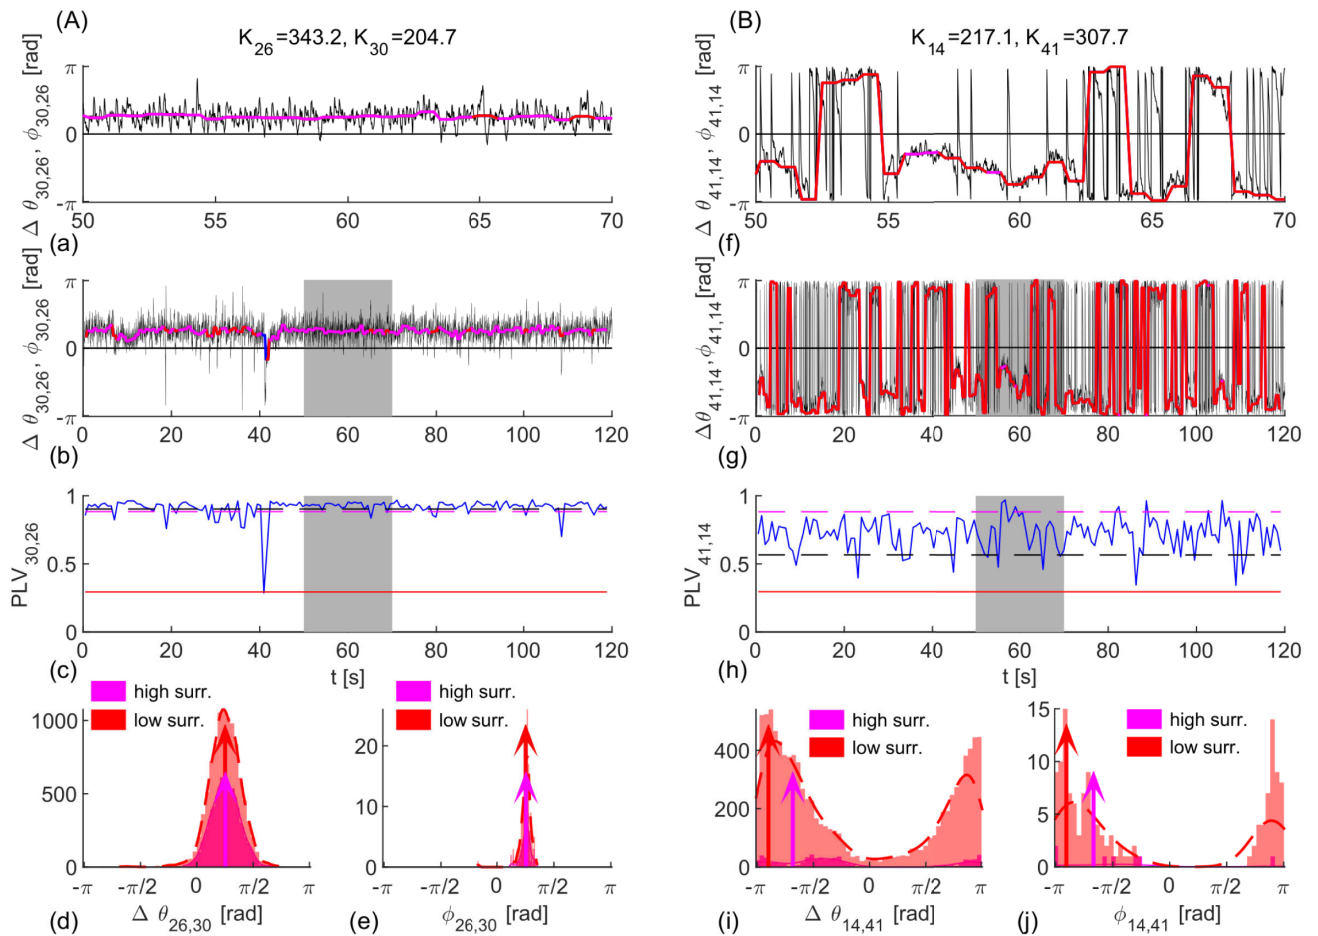 (A)
K26=343.2, K30=204.7
Δ θ30,26, ϕ30,26 [rad]
π
0
-π
50 55 60 65 70
(a)
Δ θ30,26, ϕ30,26 [rad]
π
0
-π
0 20 40 60 80 100 120
(b)
PLV30,26
1
0.5
0
0 20 40 60 80 100 120
t [s]
(c)
high surr.
low surr.
1000
500
0
-π -π/2 0 π/2 π
Δ θ26,30 [rad]
(d)
high surr.
low surr.
20
10
0
-π -π/2 0 π/2 π
ϕ26,30 [rad]
(e)
(B)
K14=217.1, K41=307.7
Δ θ41,14, ϕ41,14 [rad]
π
0
-π
50 55 60 65 70
(f)
Δθ41,14, ϕ41,14 [rad]
π
0
-π
0 20 40 60 80 100 120
(g)
PLV41,14
1
0.5
0
0 20 40 60 80 100 120
t [s]
(h)
high surr.
low surr.
400
200
0
-π -π/2 0 π/2 π
Δ θ14,41 [rad]
(i)
high surr.
low surr.
15
10
5
0
-π -π/2 0 π/2 π
ϕ14,41 [rad]
(j)